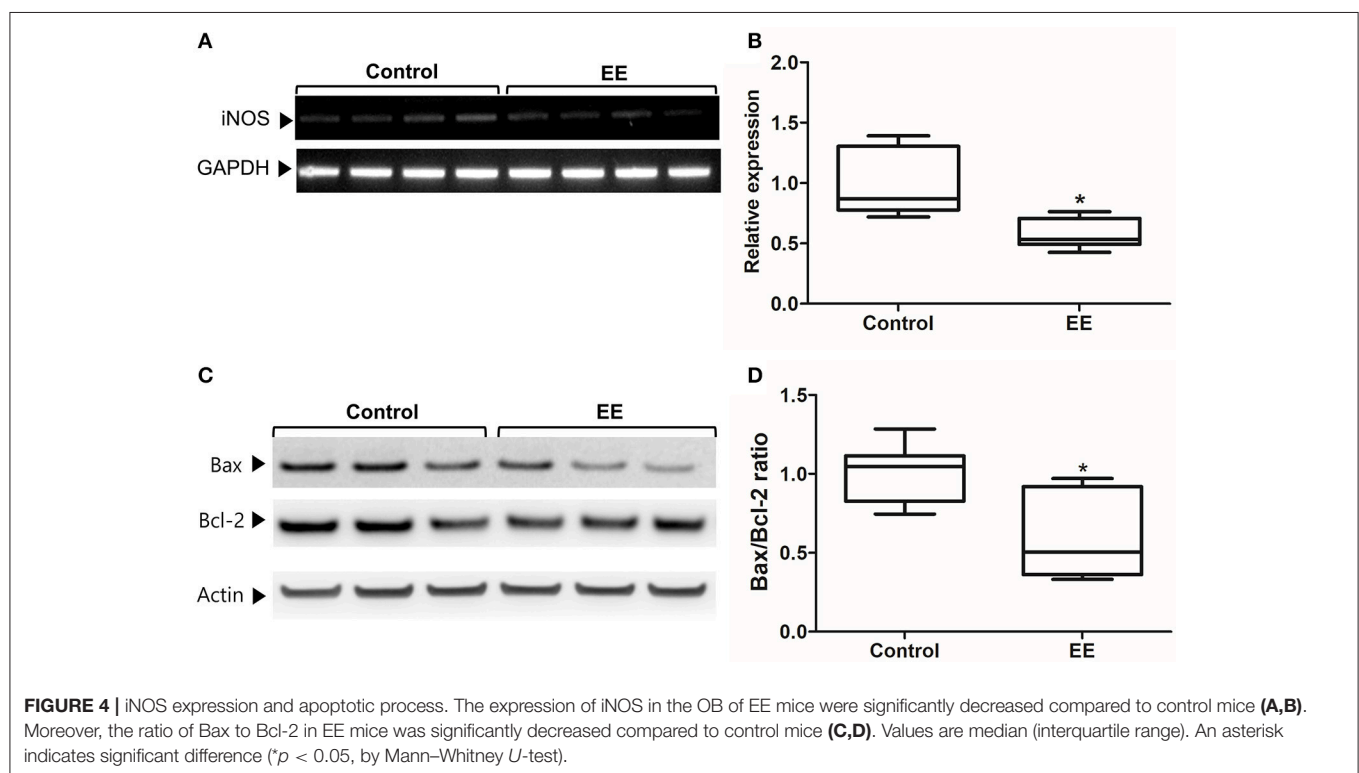 A
Control EE
iNOS ▶
GAPDH ▶
B
Relative expression
2.0
1.5
1.0
0.5
0.0
*
Control EE
C
Control EE
Bax ▶
Bcl-2 ▶
Actin ▶
D
Bax/Bcl-2 ratio
1.5
1.0
0.5
0.0
*
Control EE
FIGURE 4 | iNOS expression and apoptotic process. The expression of iNOS in the OB of EE mice were significantly decreased compared to control mice (A,B).
Moreover, the ratio of Bax to Bcl-2 in EE mice was significantly decreased compared to control mice (C,D). Values are median (interquartile range). An asterisk
indicates significant difference (*p < 0.05, by Mann–Whitney U-test).